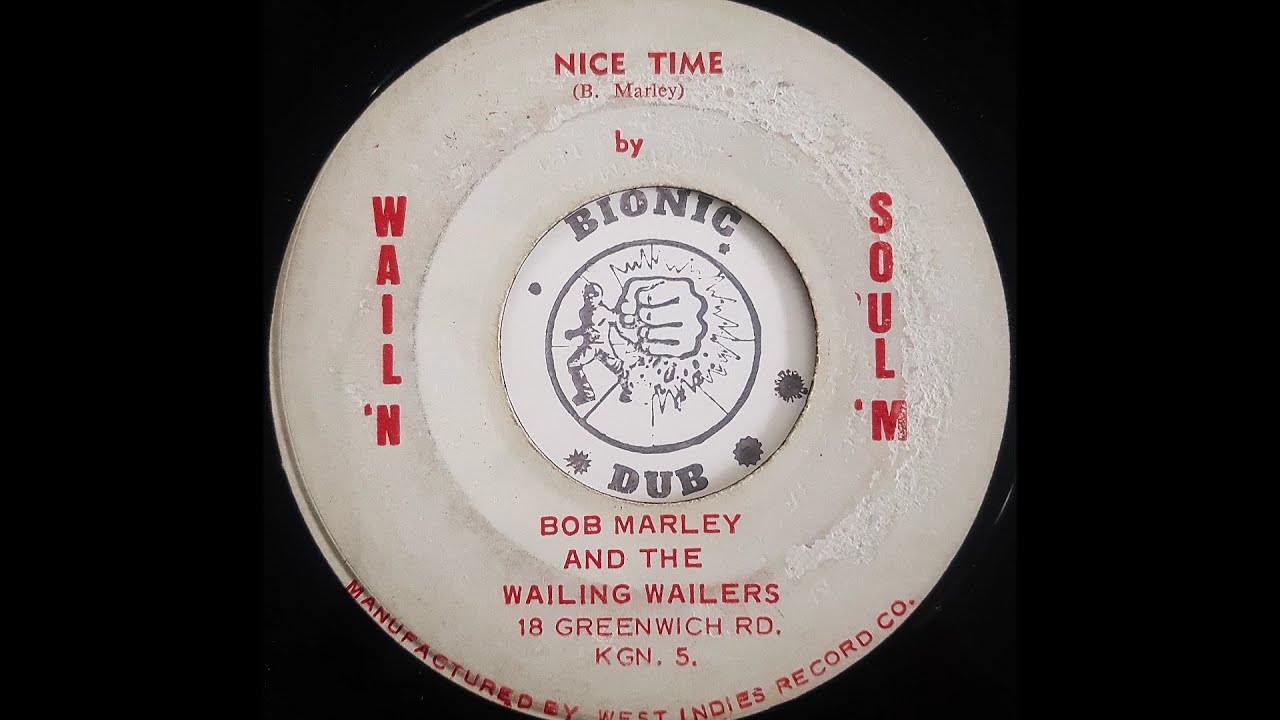 NICE TIME
(B. Marley)
by
WAIL'N
SOUL'M
BIONIC
DUB
BOB MARLEY
AND THE
WAILING WAILERS
18 GREENWICH RD.
KGN. 5.
MANUFACTURED BY WEST INDIES RECORD CO.